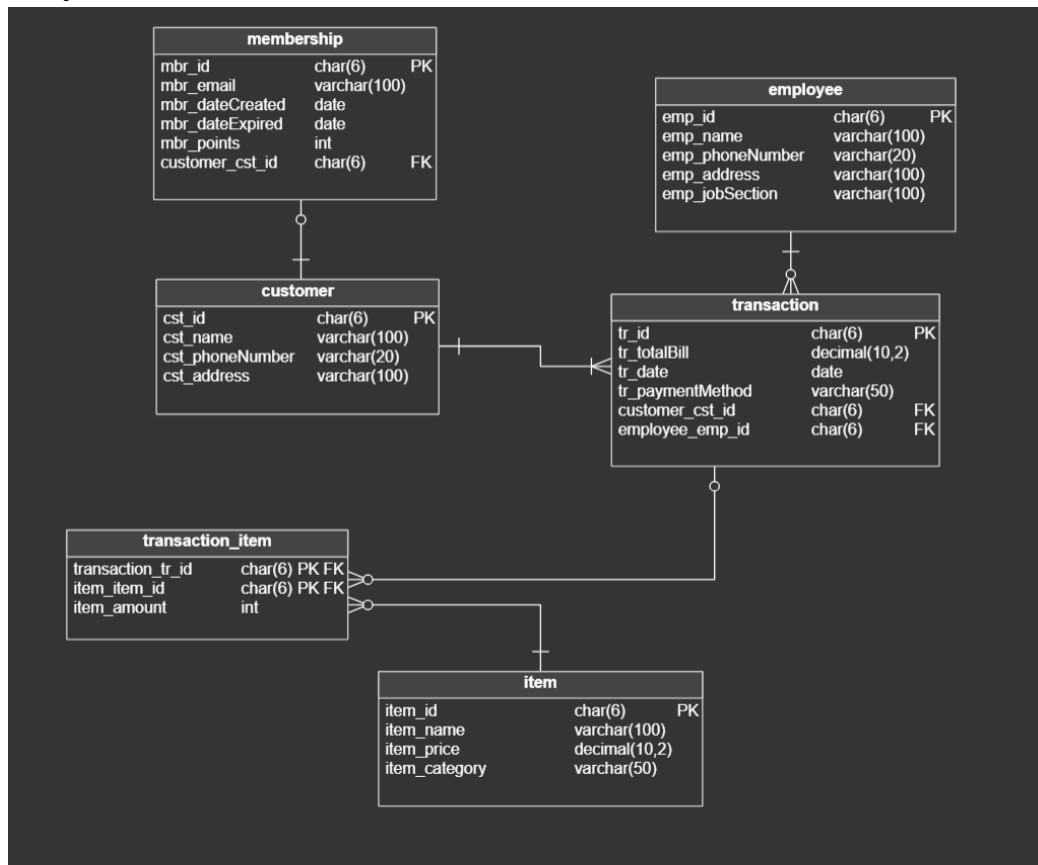 membership
mbr_id char(6) PK
mbr_email varchar(100)
mbr_dateCreated date
mbr_dateExpired date
mbr_points int
customer_cst_id char(6) FK
employee
emp_id char(6) PK
emp_name varchar(100)
emp_phoneNumber varchar(20)
emp_address varchar(100)
emp_jobSection varchar(100)
customer
cst_id char(6) PK
cst_name varchar(100)
cst_phoneNumber varchar(20)
cst_address varchar(100)
transaction
tr_id char(6) PK
tr_totalBill decimal(10,2)
tr_date date
tr_paymentMethod varchar(50)
customer_cst_id char(6) FK
employee_emp_id char(6) FK
transaction_item
transaction_tr_id char(6) PK FK
item_item_id char(6) PK FK
item_amount int
item
item_id char(6) PK
item_name varchar(100)
item_price decimal(10,2)
item_category varchar(50)